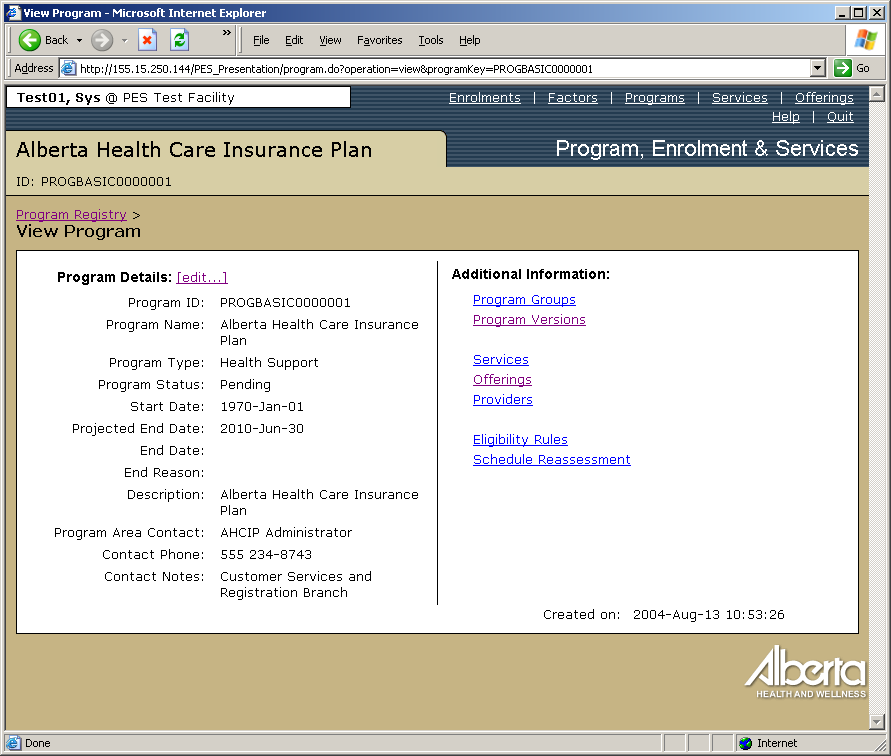 View Program - Microsoft Internet Explorer
Back » File Edit View Favorites Tools Help
Address http://155.15.250.144/PES_Presentation/program.do?operation=view&programKey=PROGBASIC0000001 Go
Test01, Sys @ PES Test Facility
Enrolments | Factors | Programs | Services | Offerings
Help | Quit
Alberta Health Care Insurance Plan
Program, Enrolment & Services
ID: PROGBASIC0000001
Program Registry >
View Program
Program Details: [edit...]
Program ID: PROGBASIC0000001
Program Name: Alberta Health Care Insurance
Plan
Program Type: Health Support
Program Status: Pending
Start Date: 1970-Jan-01
Projected End Date: 2010-Jun-30
End Date:
End Reason:
Description: Alberta Health Care Insurance
Plan
Program Area Contact: AHCIP Administrator
Contact Phone: 555 234-8743
Contact Notes: Customer Services and
Registration Branch
Additional Information:
Program Groups
Program Versions
Services
Offerings
Providers
Eligibility Rules
Schedule Reassessment
Created on: 2004-Aug-13 10:53:26
Alberta
HEALTH AND WELLNESS
Done
Internet